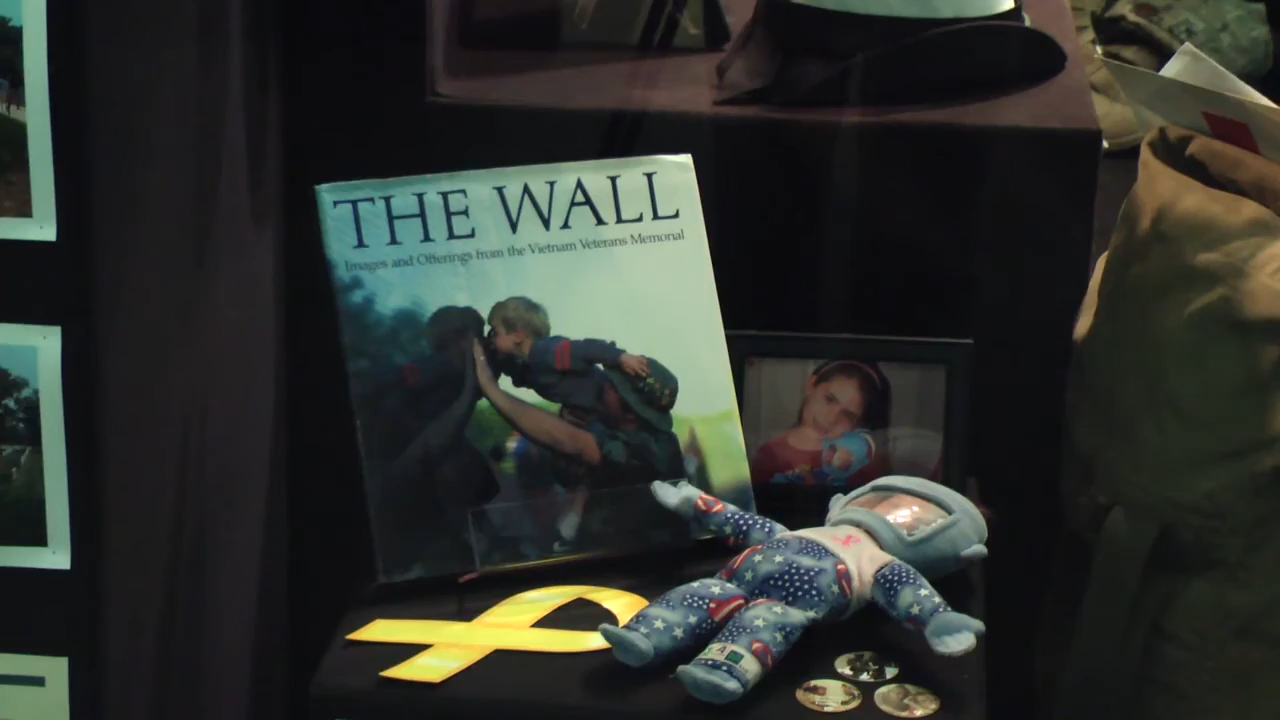 THE WALL
Images and Offerings from the Vietnam Veterans Memorial